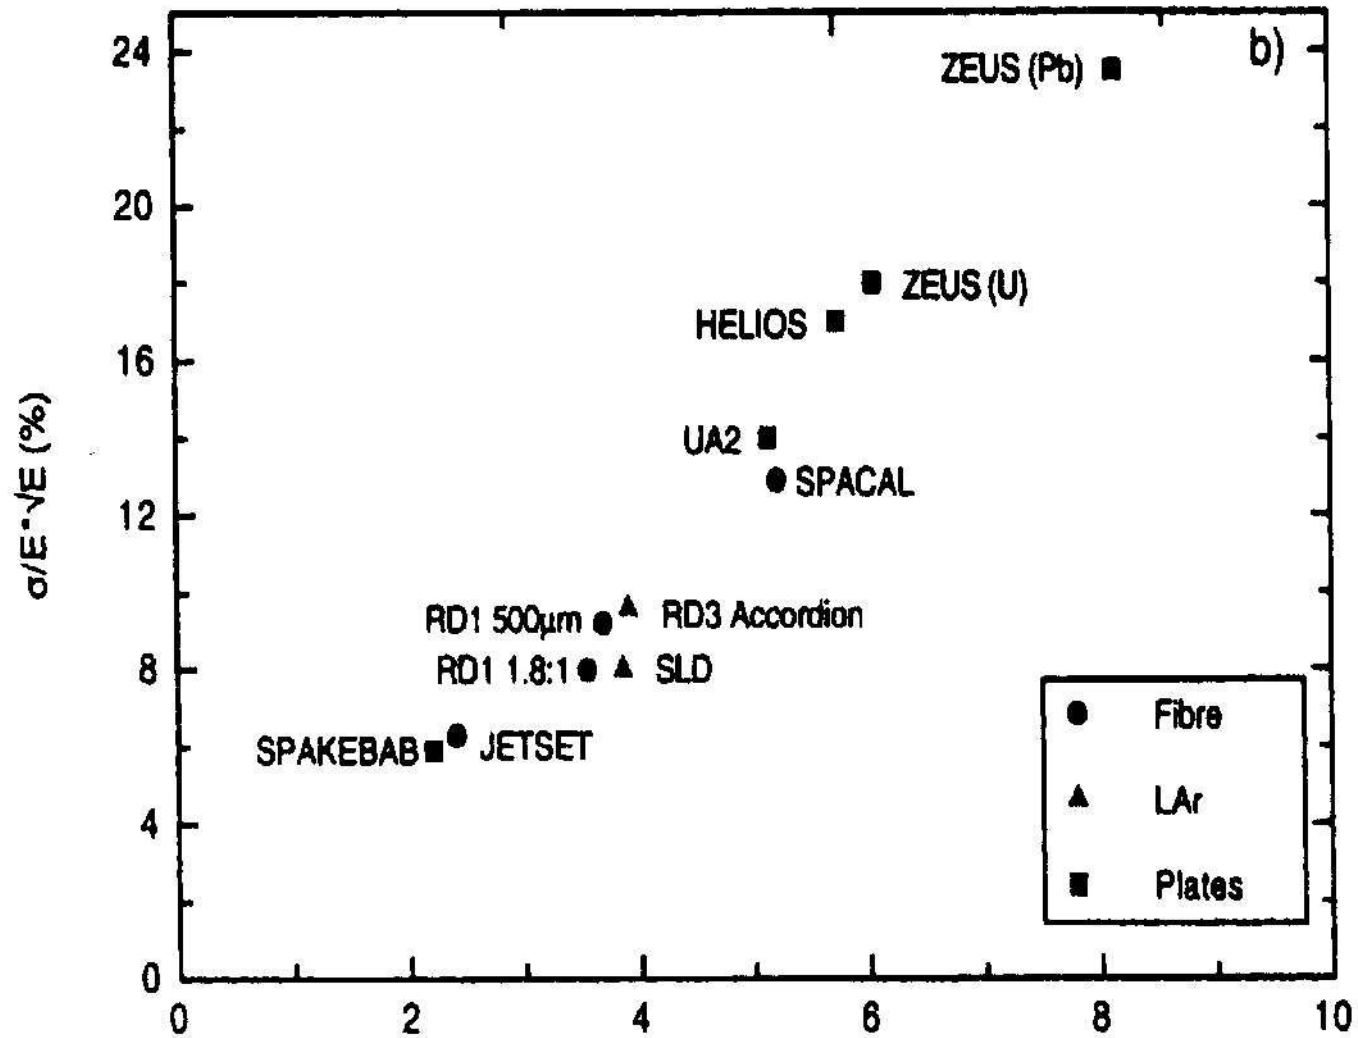 b)
24
ZEUS (Pb)
20
ZEUS (U)
HELIOS
16
UA2
SPACAL
σ/E*√E (%)
12
RD1 500μm
RD3 Accordion
RD1 1.8:1
SLD
8
SPAKEBAB
JETSET
Fibre
LAr
Plates
4
0
0 2 4 6 8 10